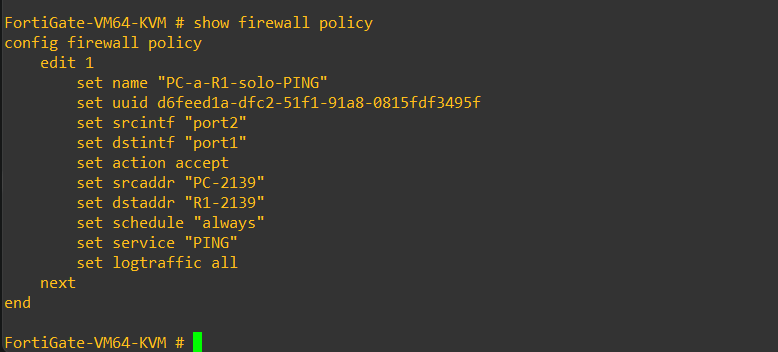 FortiGate-VM64-KVM # show firewall policy
config firewall policy
    edit 1
        set name "PC-a-R1-solo-PING"
        set uuid d6feed1a-dfc2-51f1-91a8-0815fdf3495f
        set srcintf "port2"
        set dstintf "port1"
        set action accept
        set srcaddr "PC-2139"
        set dstaddr "R1-2139"
        set schedule "always"
        set service "PING"
        set logtraffic all
    next
end
FortiGate-VM64-KVM #